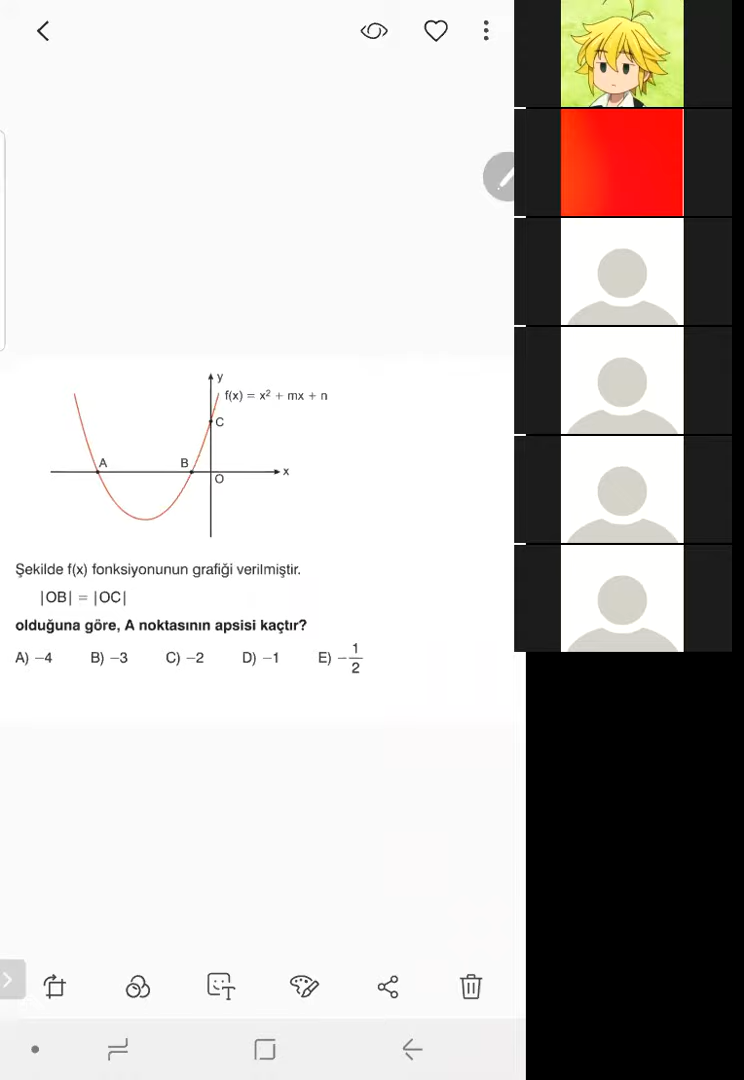 y
f(x) = x² + mx + n
C
A
B
x
O
Şekilde f(x) fonksiyonunun grafiği verilmiştir.
|OB| = |OC|
olduğuna göre, A noktasının apsisi kaçtır?
A) −4 B) −3 C) −2 D) −1 E) −1/2
T